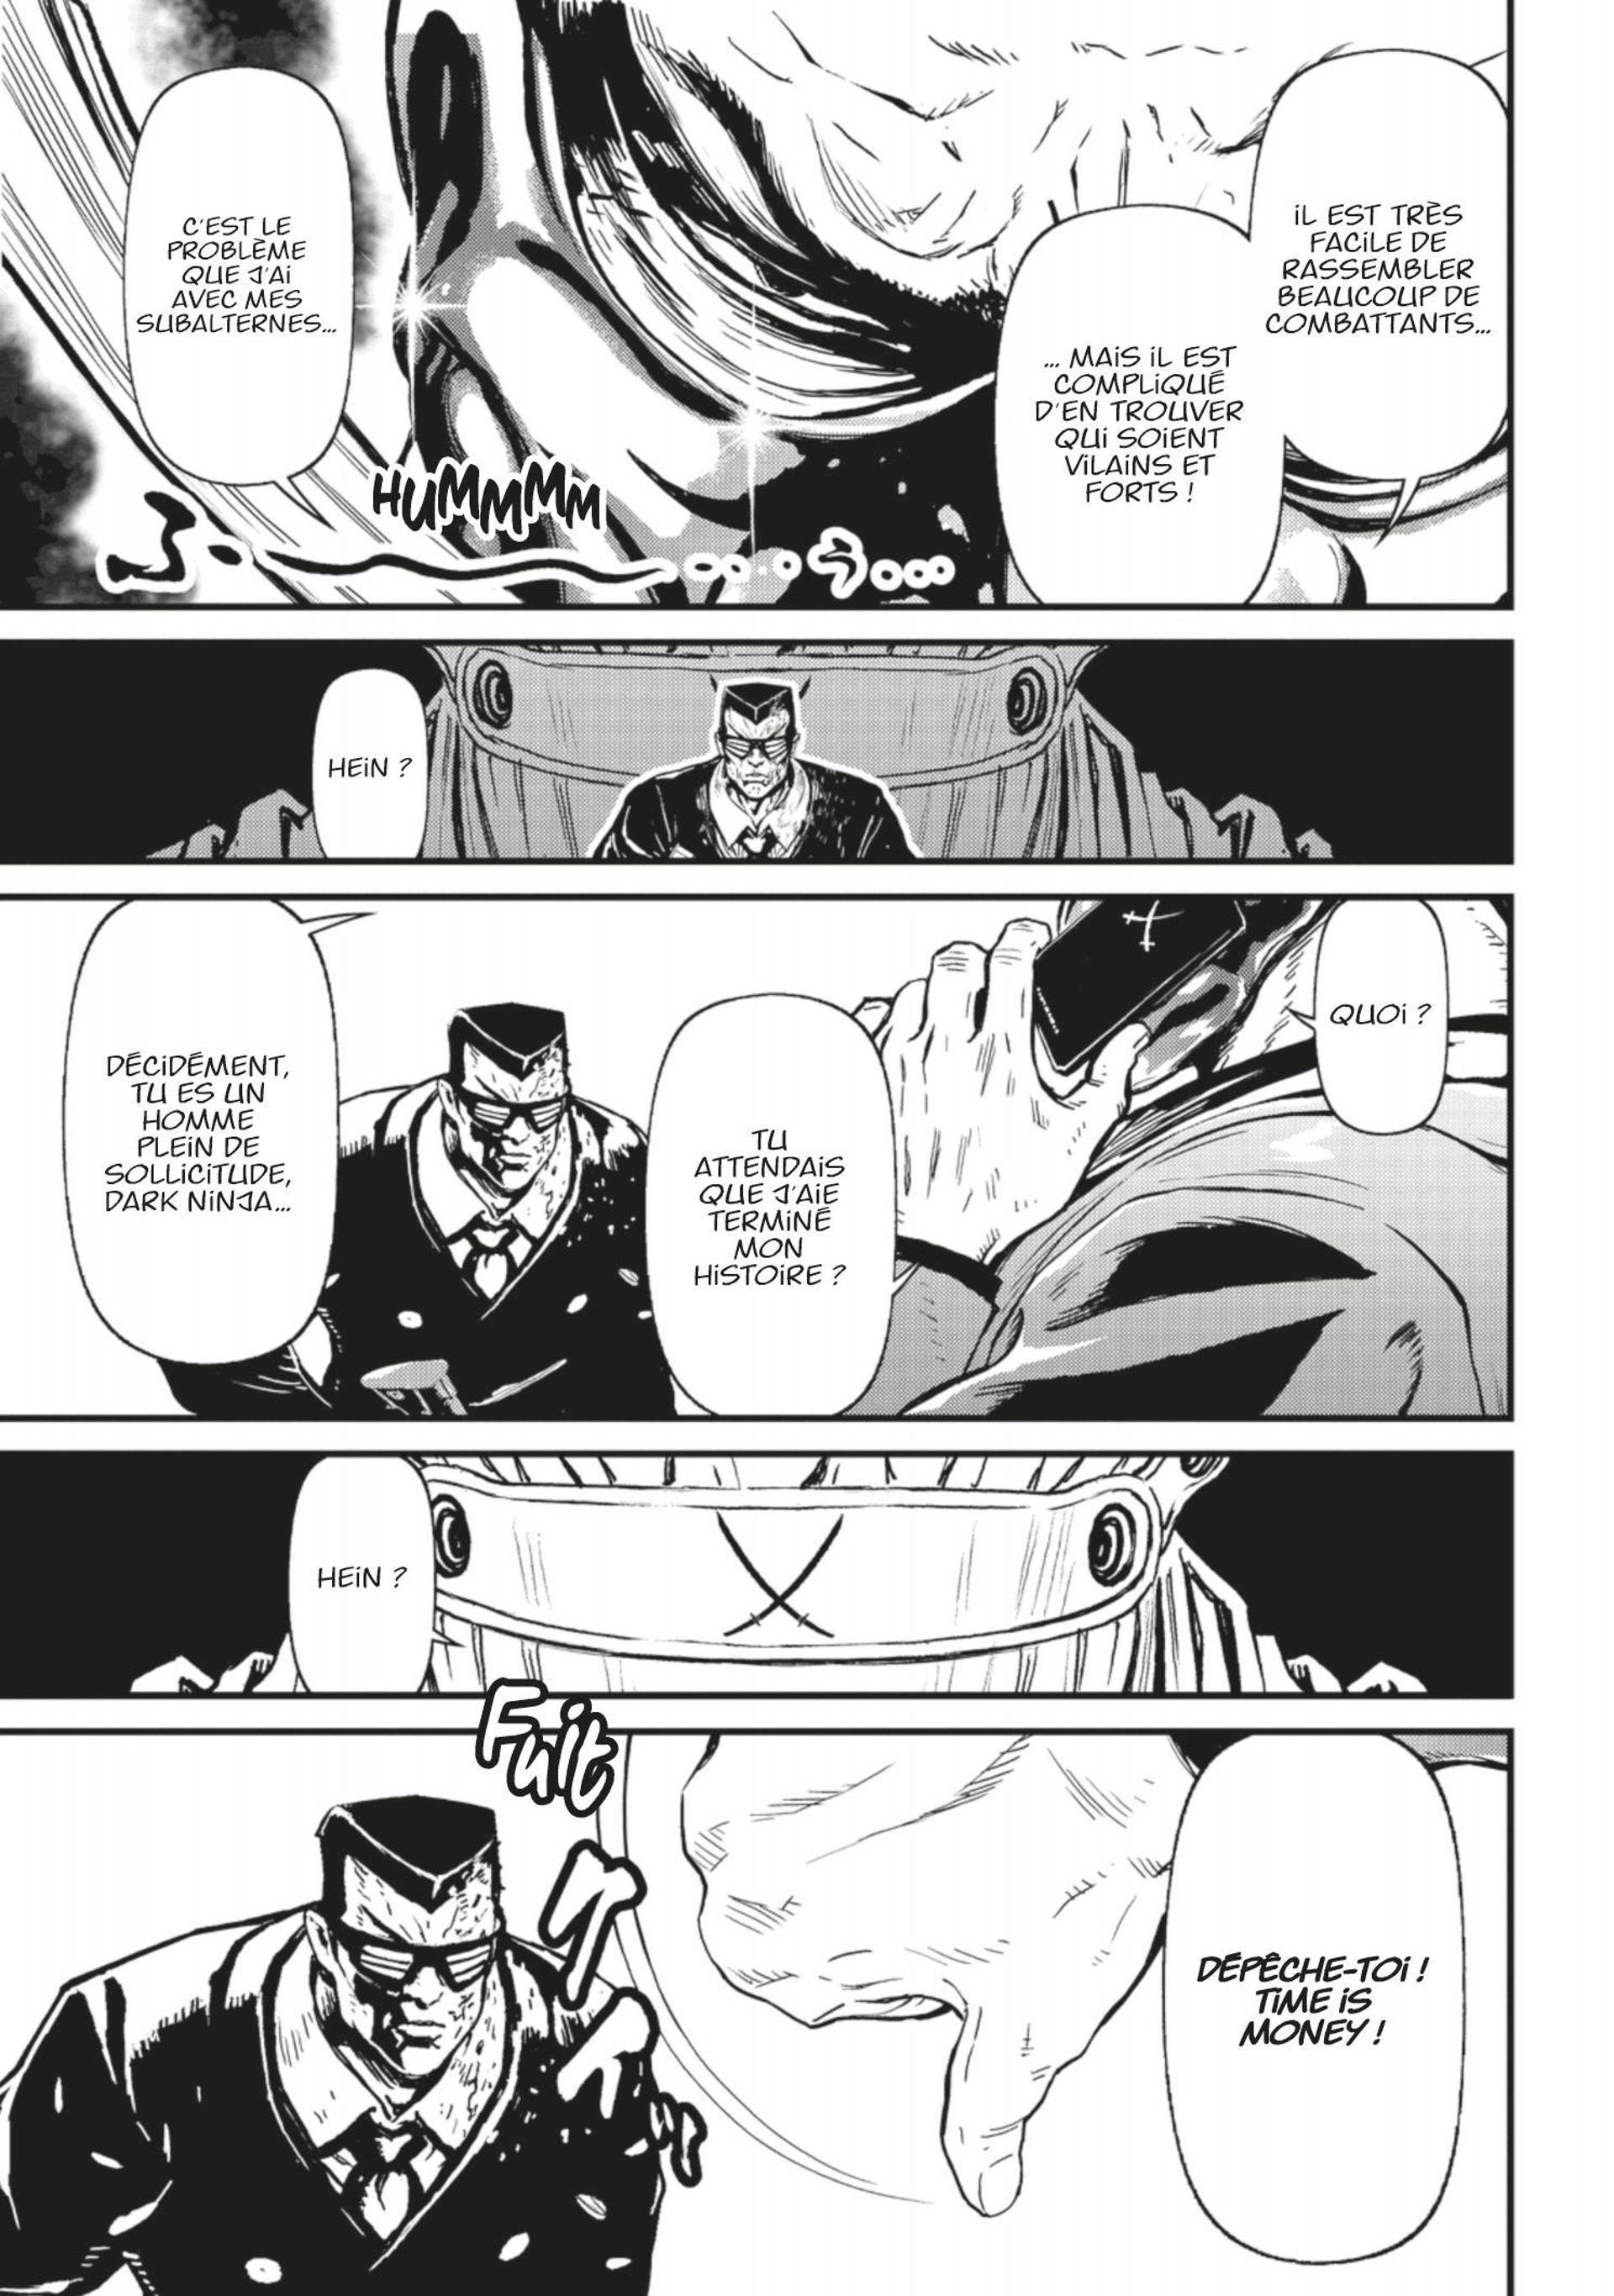 iL EST TRÈS
FACiLE DE
RASSEMBLER
BEAUCOUP DE
COMBATTANTS...
... MAiS iL EST
COMPLiQUÉ
D'EN TROUVER
QUi SOiENT
ViLAiNS ET
FORTS !
C'EST LE
PROBLÈME
QUE J'Ai
AVEC MES
SUBALTERNES...
HUMMMM
HEiN ?
QUOi ?
TU
ATTENDAiS
QUE J'AiE
TERMiNÉ
MON
HiSTOiRE ?
DÉCiDÉMENT,
TU ES UN
HOMME
PLEiN DE
SOLLiCiTUDE,
DARK NiNJA...
HEiN ?
Fuit
DÉPÊCHE-TOi !
TiME iS
MONEY !